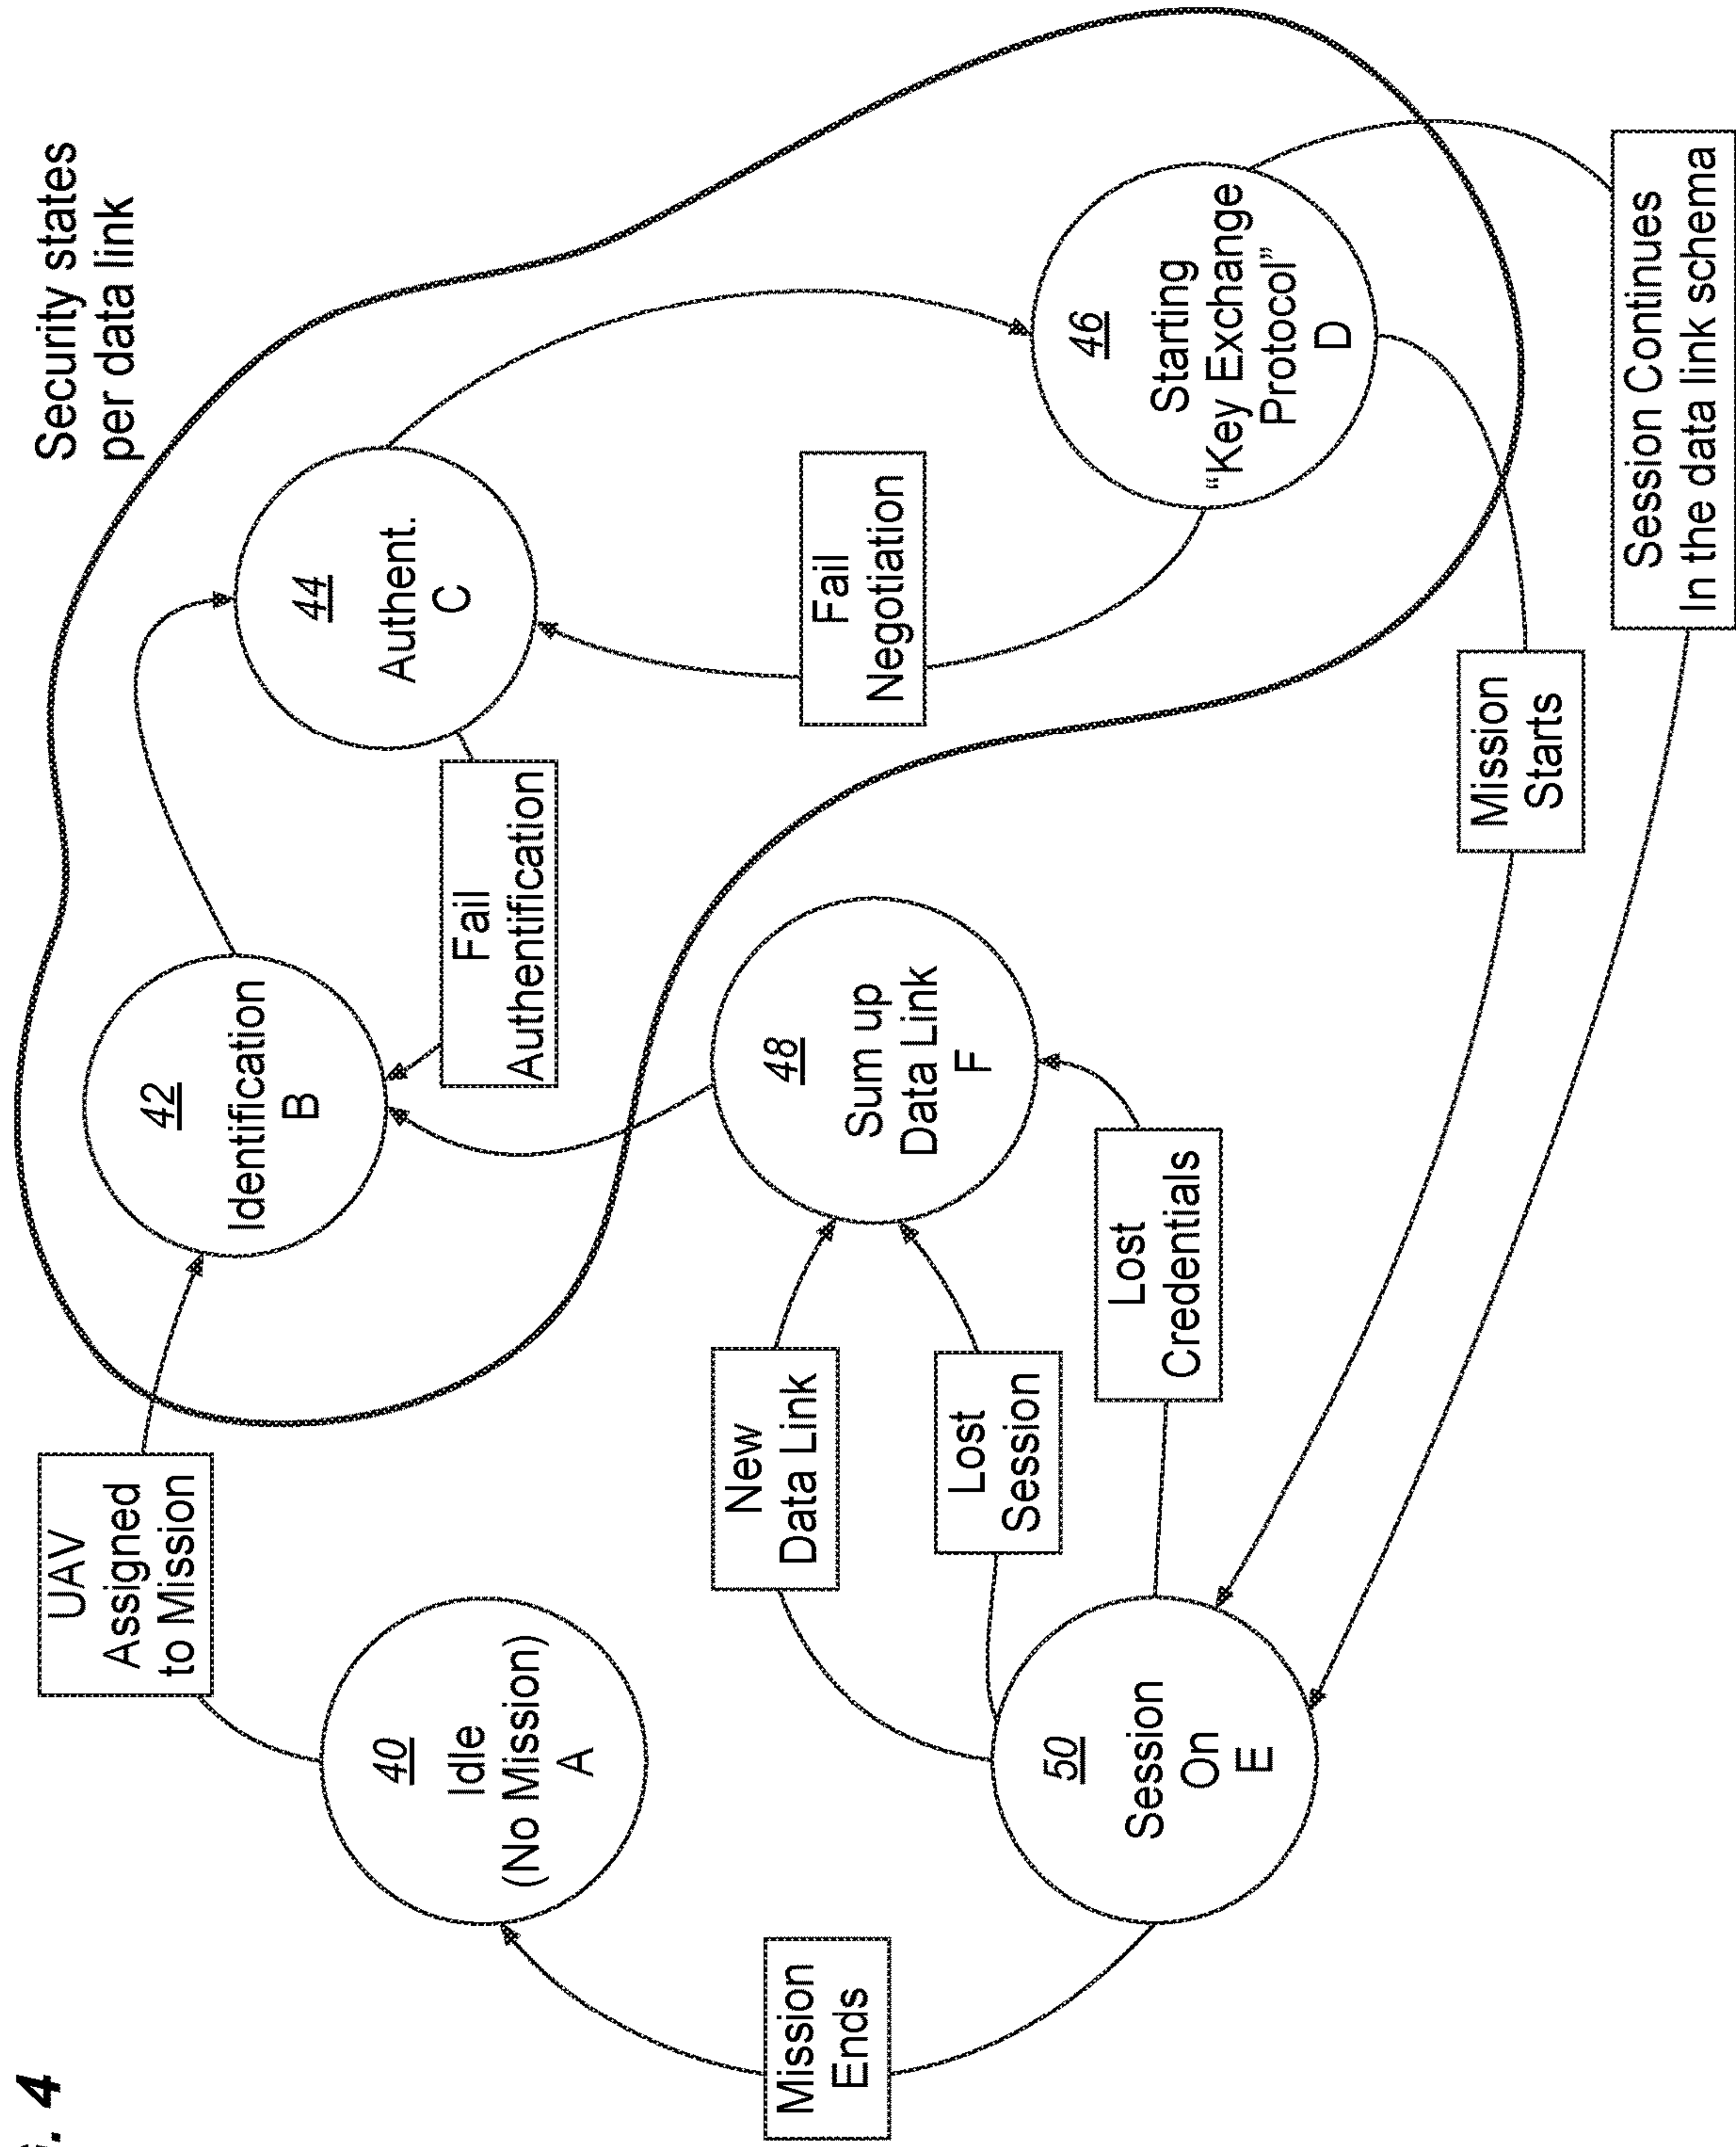 G. 4
UAV
Assigned
to Mission
Security states
per data link
42
Identification
B
44
Authent.
C
40
Idle
(No Mission)
A
Fail
Authentification
New
Data Link
48
Sum up
Data Link
F
Mission
Ends
Fail
Negotiation
Lost
Session
50
Session
On
E
46
Starting
“Key Exchange
Protocol”
D
Lost
Credentials
Mission
Starts
Session Continues
In the data link schema